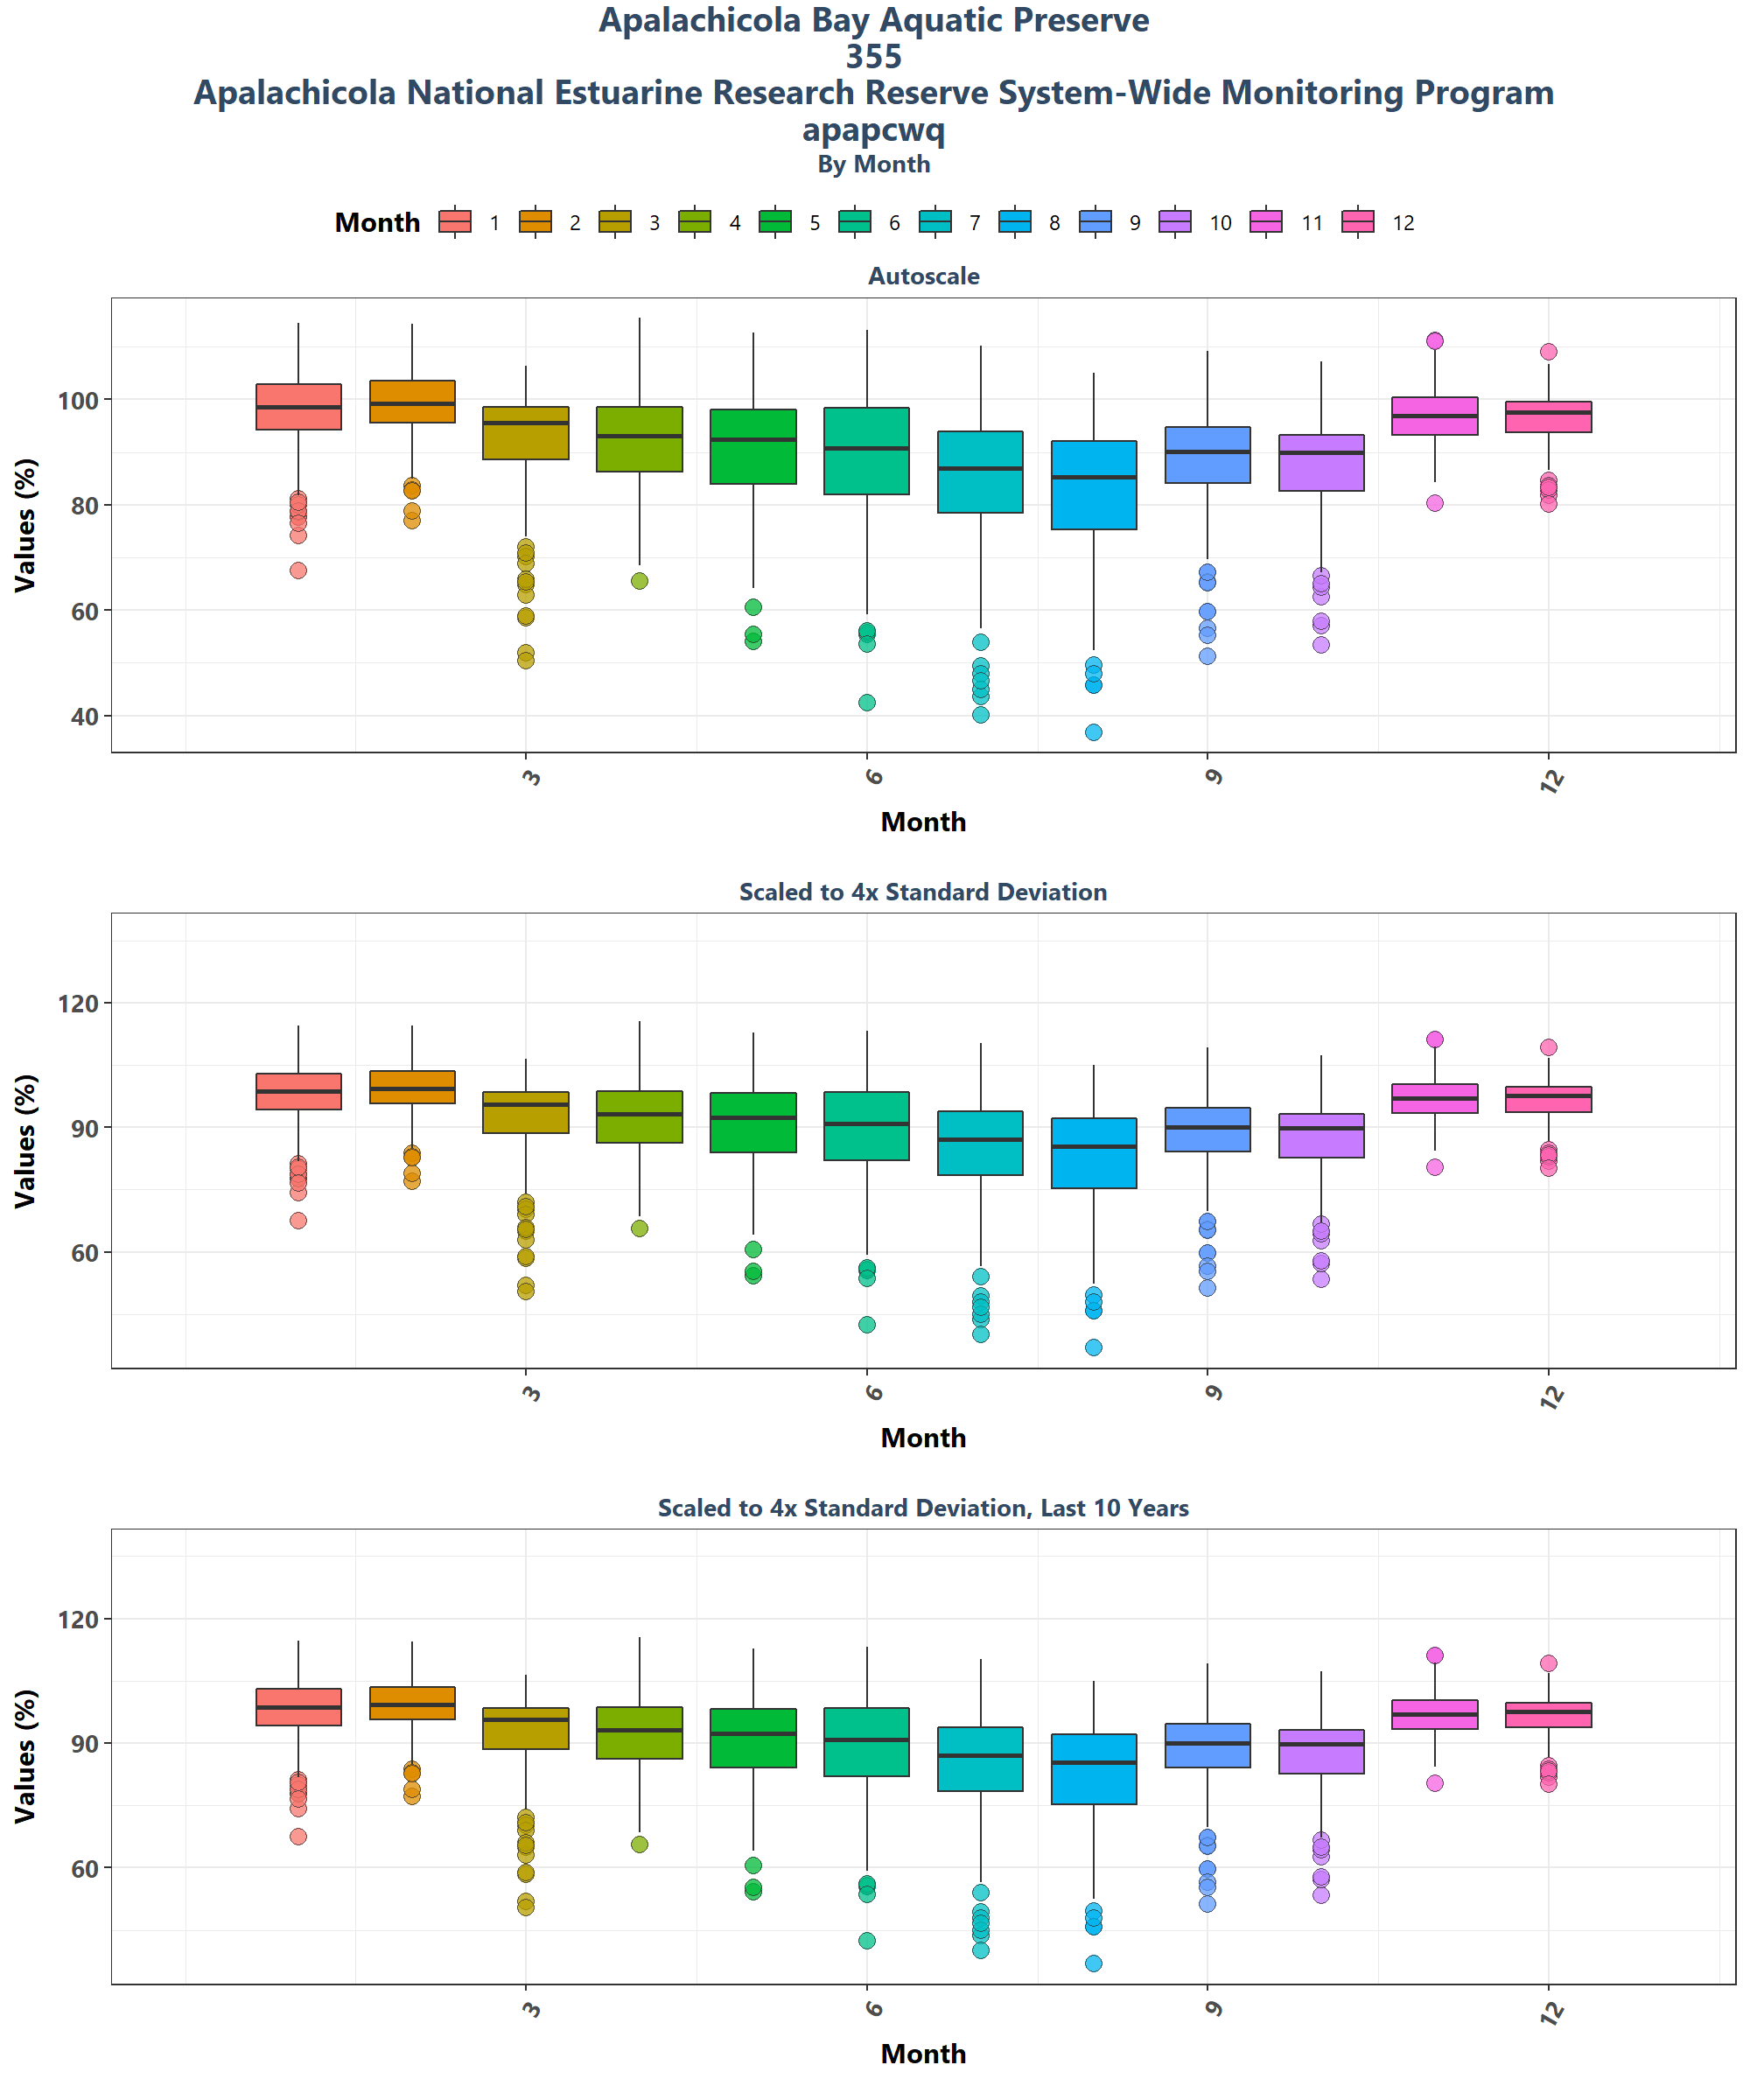 Apalachicola Bay Aquatic Preserve
355
Apalachicola National Estuarine Research Reserve System-Wide Monitoring Program
apapcwq
By Month
Month 1 2 3 4 5 6 7 8 9 10 11 12
Autoscale
Values (%)
100
80
60
40
3 6 9 12
Month
Scaled to 4x Standard Deviation
Values (%)
120
90
60
3 6 9 12
Month
Scaled to 4x Standard Deviation, Last 10 Years
Values (%)
120
90
60
3 6 9 12
Month